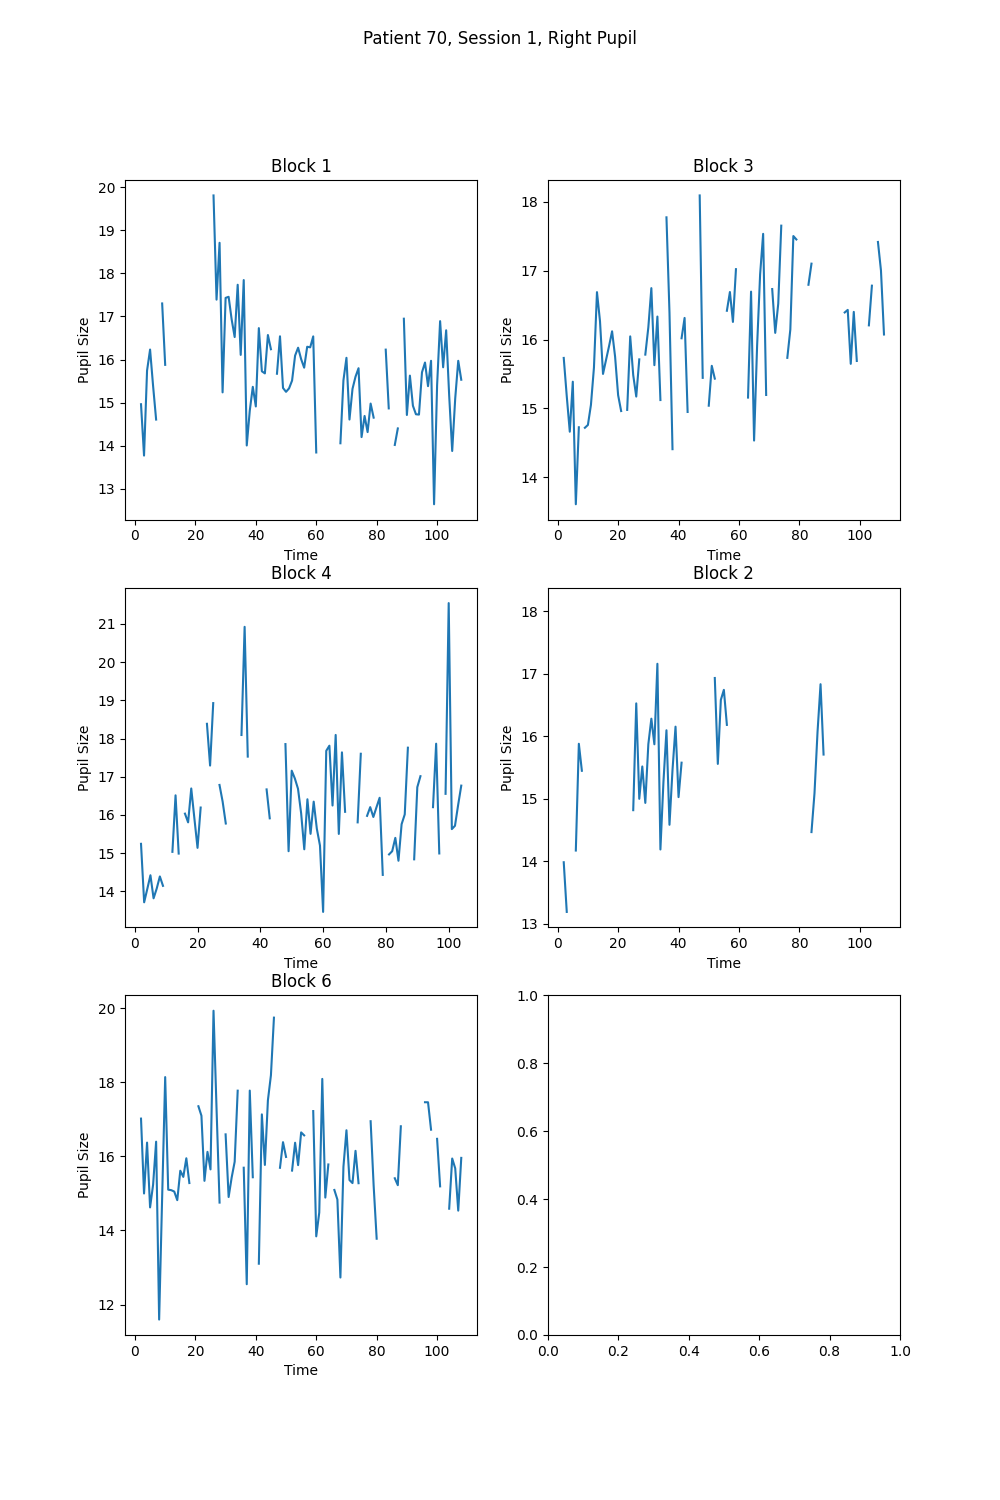 Patient 70, Session 1, Right Pupil
Block 1
20
19
18
17
16
15
14
13
Pupil Size
0 20 40 60 80 100
Time
Block 3
18
17
16
15
14
Pupil Size
0 20 40 60 80 100
Time
Block 4
21
20
19
18
17
16
15
14
Pupil Size
0 20 40 60 80 100
Time
Block 2
18
17
16
15
14
13
Pupil Size
0 20 40 60 80 100
Time
Block 6
20
18
16
14
12
Pupil Size
0 20 40 60 80 100
Time
1.0
0.8
0.6
0.4
0.2
0.0
0.0 0.2 0.4 0.6 0.8 1.0